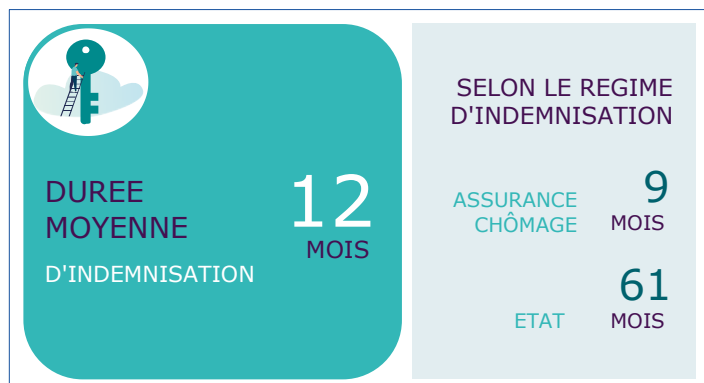 DUREE
MOYENNE
D'INDEMNISATION
12
MOIS
SELON LE REGIME
D'INDEMNISATION
ASSURANCE
CHÔMAGE
9
MOIS
ETAT
61
MOIS